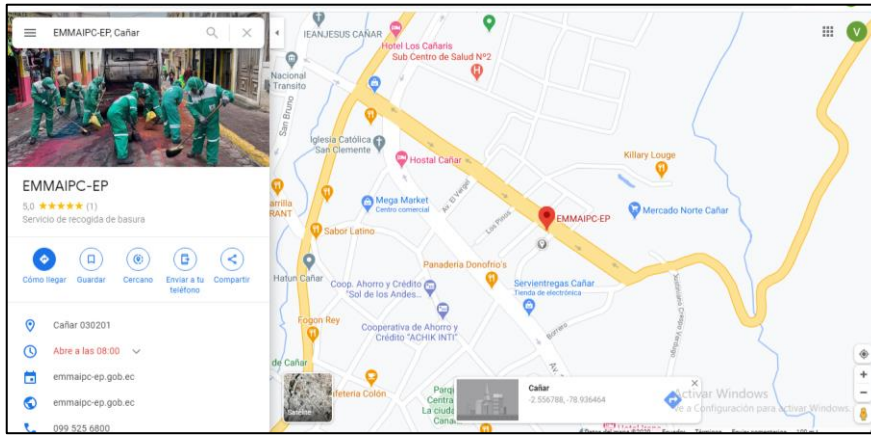 EMMAIPC-EP, Cañar
EMMAIPC-EP
5,0 (1)
Servicio de recogida de basura
Cómo llegar
Guardar
Cercano
Enviar a tu
teléfono
Compartir
Cañar 030201
Abre a las 08:00
emmaipc-ep.gob.ec
emmaipc-ep.gob.ec
099 525 6800
IEANJESUS CAÑAR
Hotel Los Cañaris
Sub Centro de Salud Nº2
Nacional
Transito
San Bruno
Iglesia Católica
San Clemente
Hostal Cañar
Killary Louge
Mega Market
Centro comercial
Av. El Vergel
Los Pinos
EMMAIPC-EP
Mercado Norte Cañar
RANT
Sabor Latino
Panaderia Donofrio's
Hatun Cañar
Coop. Ahorro y Crédito
"Sol de los Andes...
Servientregas Cañar
Tienda de electrónica
Fogon Rey
Cooperativa de Ahorro y
Crédito "ACHIK INTI"
Borrero
Av.
de Cañar
Cafeteria Colón
Centra
La ciuda
Satélite
Cañar
-2.556788, -78.936464
Activar Windows
Ve a Configuración para activar Windows.
V